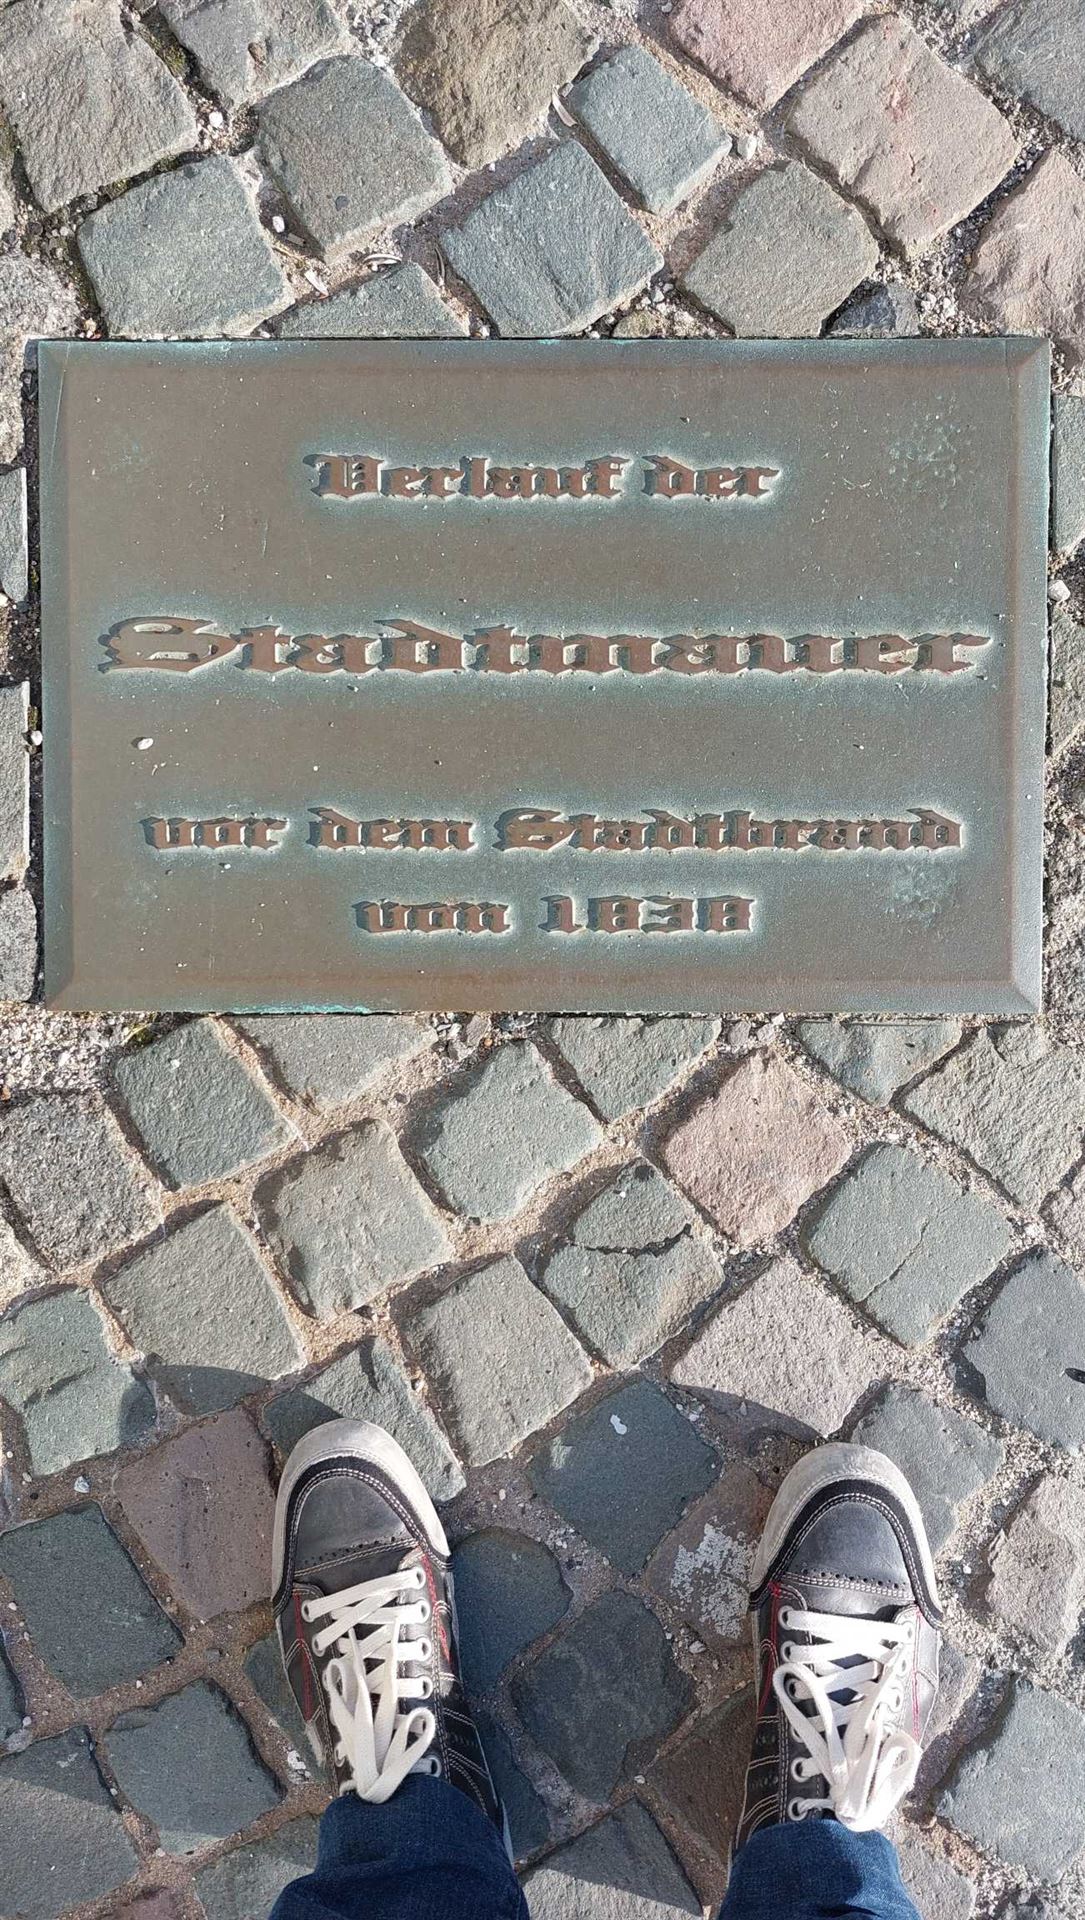 Verlauf der
Stadtmauer
vor dem Stadtbrand
von 1838